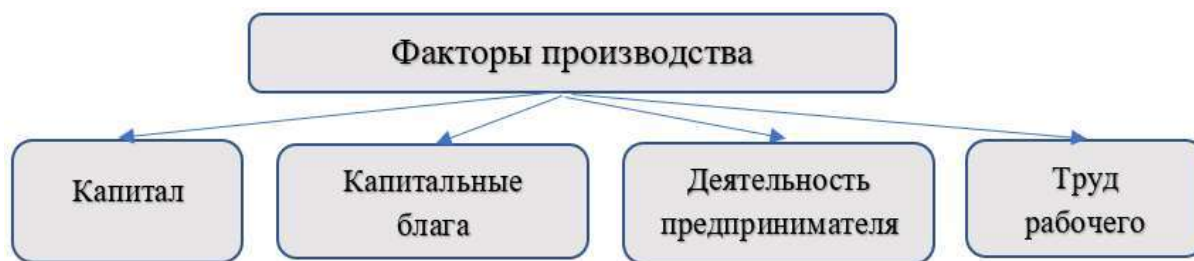 Факторы производства
Капитал
Капитальные
блага
Деятельность
предпринимателя
Труд
рабочего